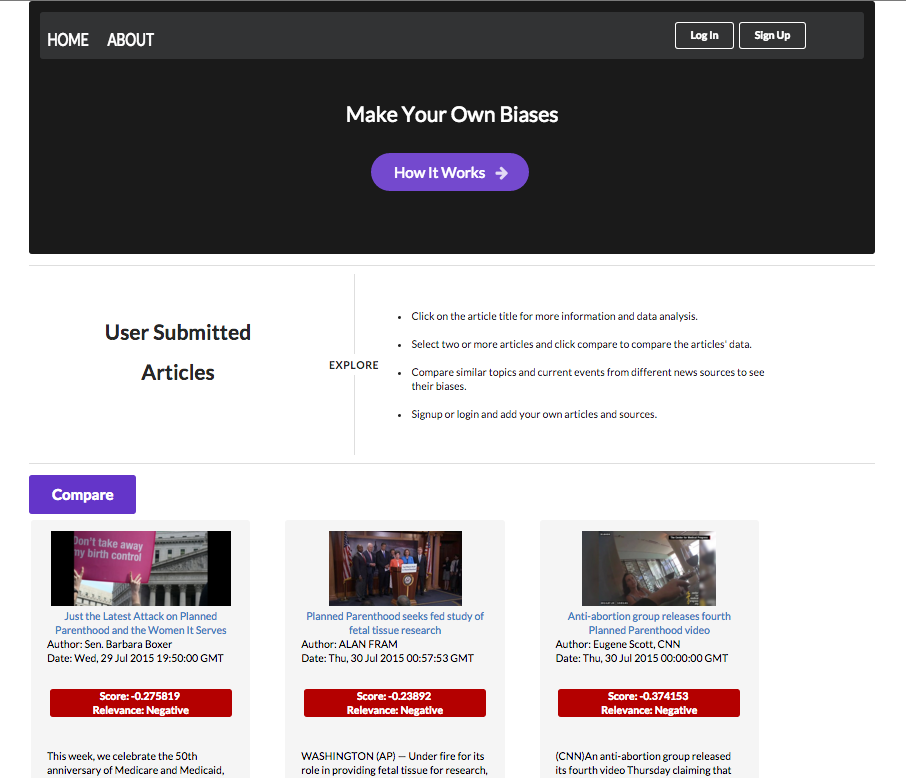 HOME ABOUT Log In Sign Up
Make Your Own Biases
How It Works
User Submitted
Articles
EXPLORE
Click on the article title for more information and data analysis.
Select two or more articles and click compare to compare the articles' data.
Compare similar topics and current events from different news sources to see
their biases.
Signup or login and add your own articles and sources.
Compare
Don't take away
my birth control
Just the Latest Attack on Planned
Parenthood and the Women It Serves
Author: Sen. Barbara Boxer
Date: Wed, 29 Jul 2015 19:50:00 GMT
Score: -0.275819
Relevance: Negative
This week, we celebrate the 50th
anniversary of Medicare and Medicaid,
Planned Parenthood seeks fed study of
fetal tissue research
Author: ALAN FRAM
Date: Thu, 30 Jul 2015 00:57:53 GMT
Score: -0.23892
Relevance: Negative
WASHINGTON (AP) — Under fire for its
role in providing fetal tissue for research,
Anti-abortion group releases fourth
Planned Parenthood video
Author: Eugene Scott, CNN
Date: Thu, 30 Jul 2015 00:00:00 GMT
Score: -0.374153
Relevance: Negative
(CNN)An anti-abortion group released
its fourth video Thursday claiming that